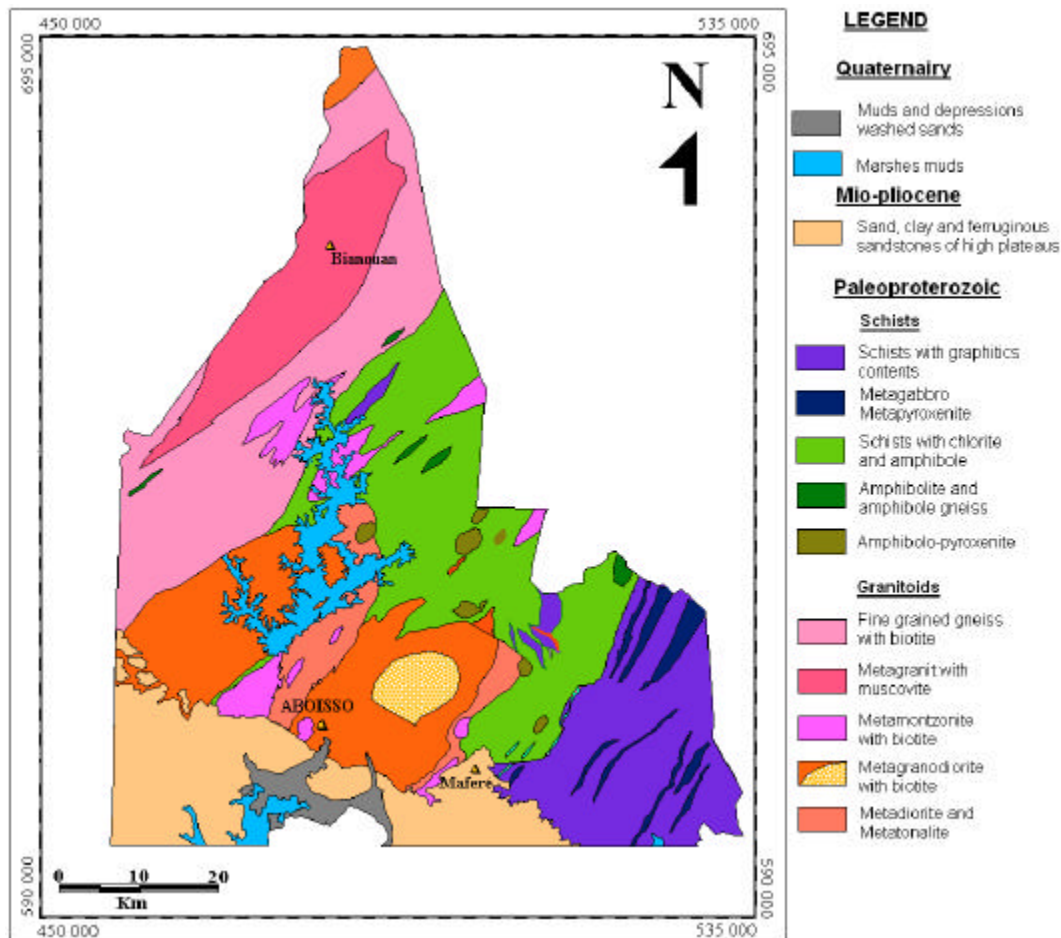 450 000
535 000
695 000
695 000
N
Bianouan
ABOISSO
Mafere
0 10 20
Km
590 000
590 000
450 000
535 000
LEGEND
Quaternairy
Muds and depressions
washed sands
Marshes muds
Mio-pliocene
Sand, clay and ferruginous
sandstones of high plateaus
Paleoproterozoic
Schists
Schists with graphitics
contents
Metagabbro
Metapyroxenite
Schists with chlorite
and amphibole
Amphibolite and
amphibole gneiss
Amphibolo-pyroxenite
Granitoids
Fine grained gneiss
with biotite
Metagranit with
muscovite
Metamontzonite
with biotite
Metagranodiorite
with biotite
Metadiorite and
Metatonalite